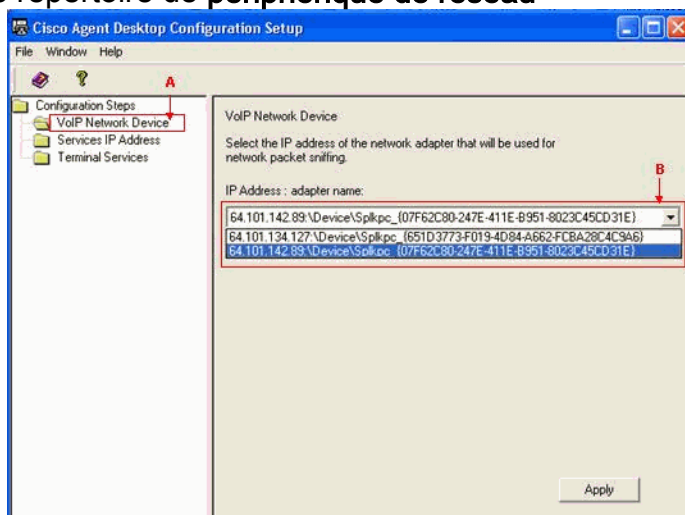 répertoire de périphérique de réseau
Cisco Agent Desktop Configuration Setup
File Window Help
A
Configuration Steps
VoIP Network Device
Services IP Address
Terminal Services
VoIP Network Device
Select the IP address of the network adapter that will be used for
network packet sniffing.
B
IP Address : adapter name:
64.101.142.89:\Device\Splkpc_{07F62C80-247E-411E-B951-8023C45CD31E}
64.101.134.127:\Device\Splkpc_{651D3773-F019-4D84-A662-FCBA28C4C9A6}
64.101.142.89:\Device\Splkpc_{07F62C80-247E-411E-B951-8023C45CD31E}
Apply